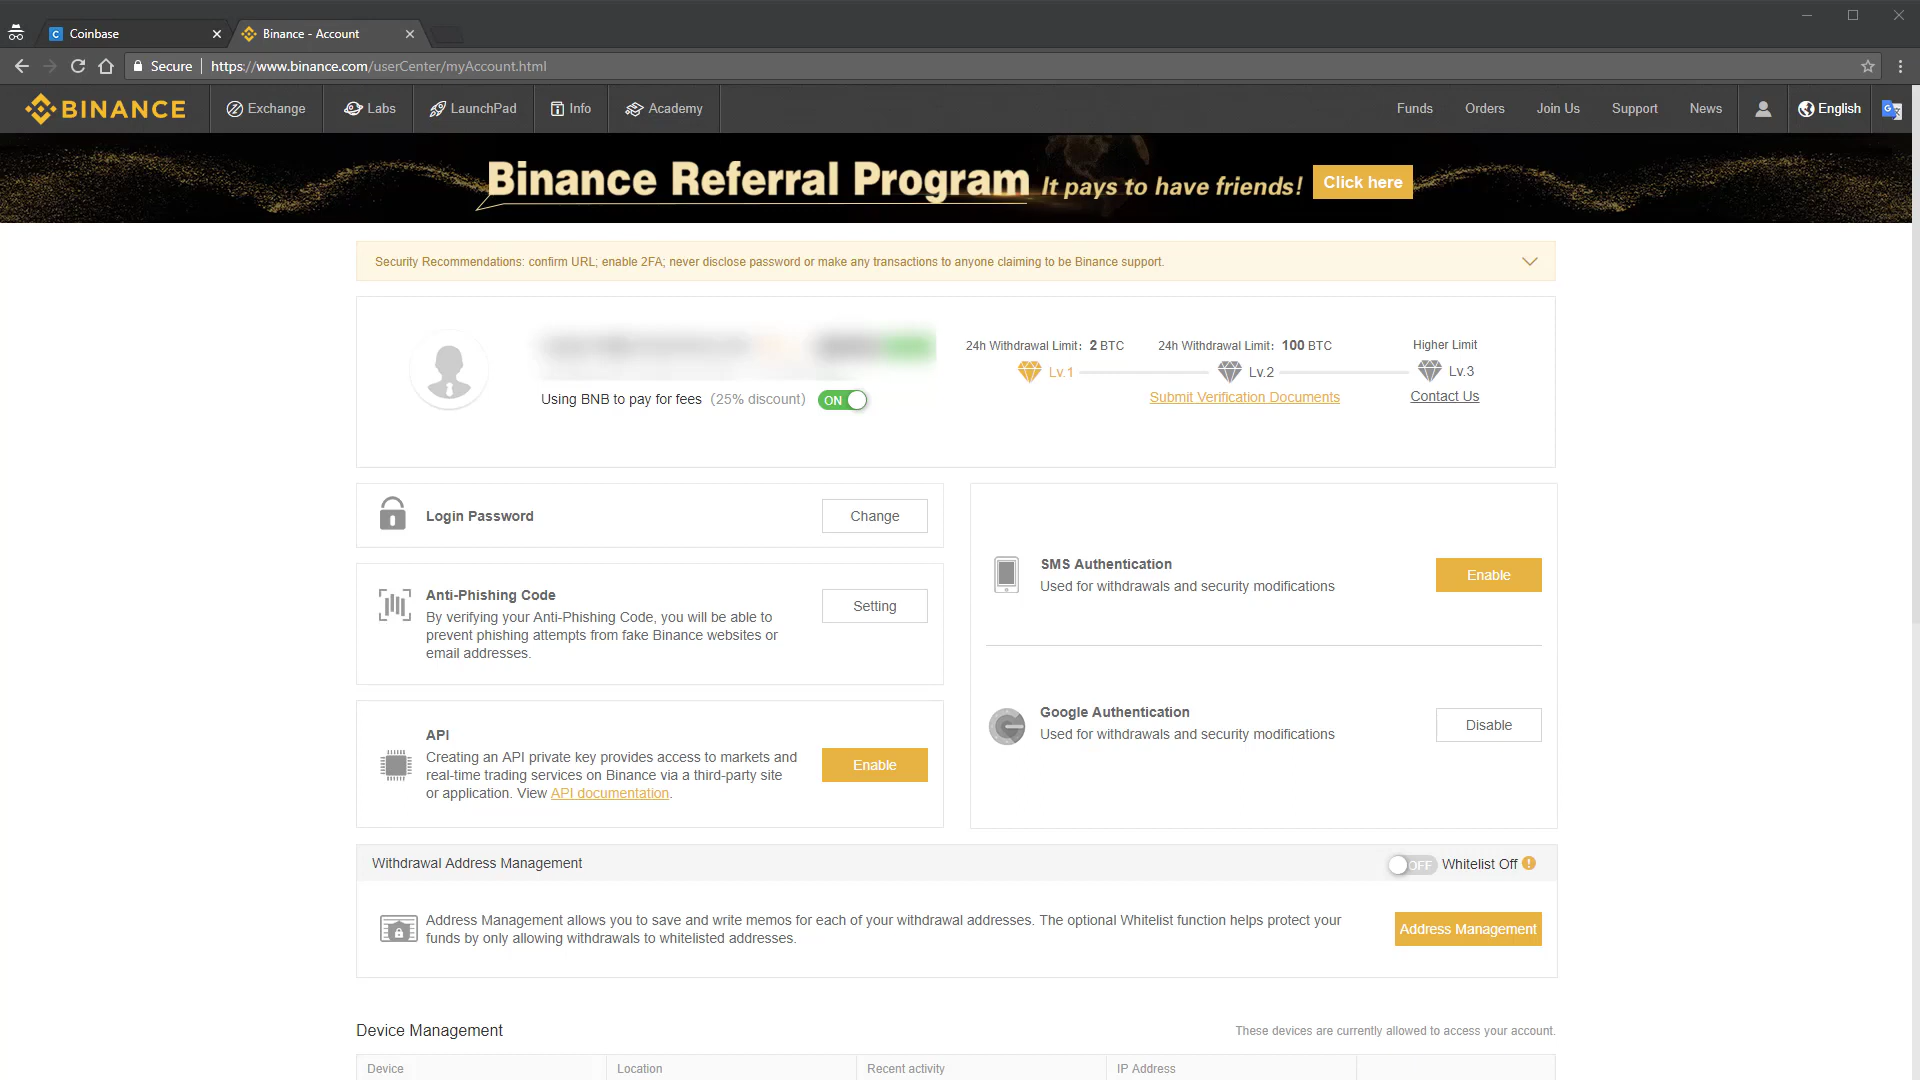 Coinbase
Binance - Account
Secure
https://www.binance.com/userCenter/myAccount.html
BINANCE
Exchange
Labs
LaunchPad
Info
Academy
Funds
Orders
Join Us
Support
News
English
Binance Referral Program It pays to have friends! Click here
Security Recommendations: confirm URL; enable 2FA; never disclose password or make any transactions to anyone claiming to be Binance support.
24h Withdrawal Limit: 2 BTC
24h Withdrawal Limit: 100 BTC
Higher Limit
Lv.1
Lv.2
Lv.3
Submit Verification Documents
Contact Us
Using BNB to pay for fees (25% discount) ON
Login Password
Change
Anti-Phishing Code
By verifying your Anti-Phishing Code, you will be able to
prevent phishing attempts from fake Binance websites or
email addresses.
Setting
API
Creating an API private key provides access to markets and
real-time trading services on Binance via a third-party site
or application. View API documentation.
Enable
SMS Authentication
Used for withdrawals and security modifications
Enable
Google Authentication
Used for withdrawals and security modifications
Disable
Withdrawal Address Management
OFF Whitelist Off
Address Management allows you to save and write memos for each of your withdrawal addresses. The optional Whitelist function helps protect your
funds by only allowing withdrawals to whitelisted addresses.
Address Management
Device Management
These devices are currently allowed to access your account.
Device
Location
Recent activity
IP Address